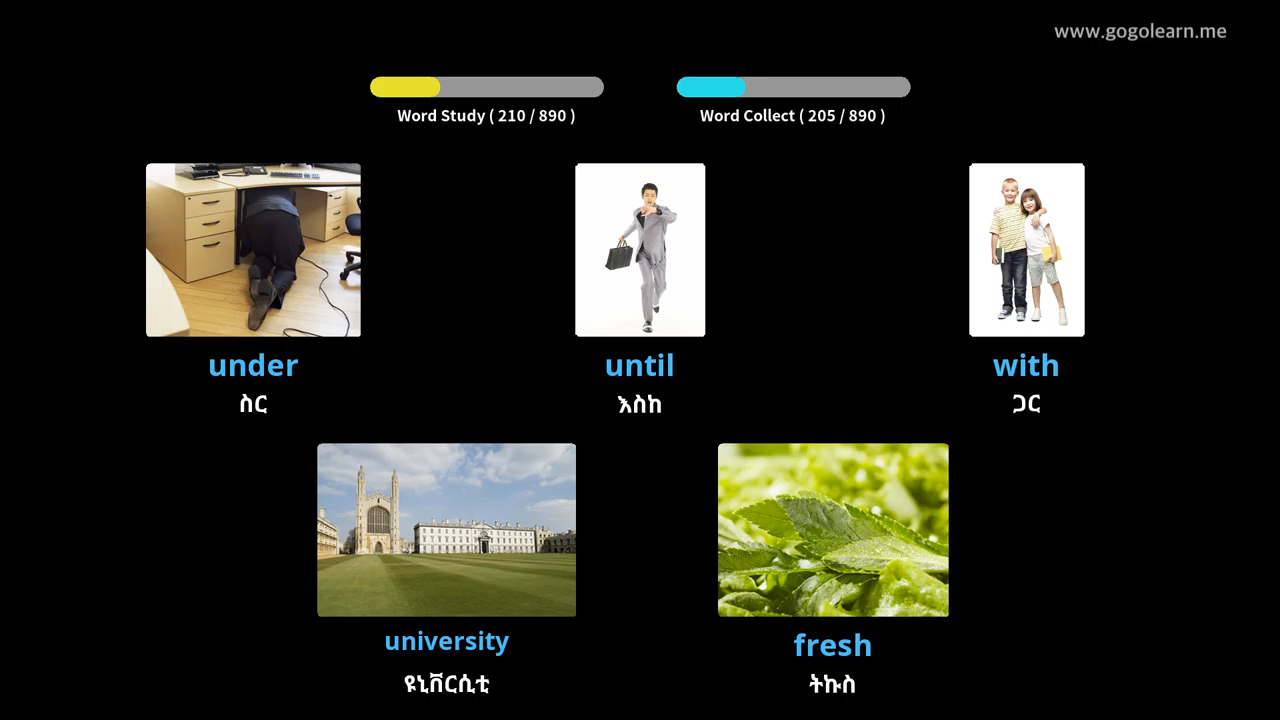 www.gogolearn.me
Word Study ( 210 / 890 )
Word Collect ( 205 / 890 )
under
ስር
until
እስከ
with
ጋር
university
ዩኒቨርሲቲ
fresh
ትኩስ